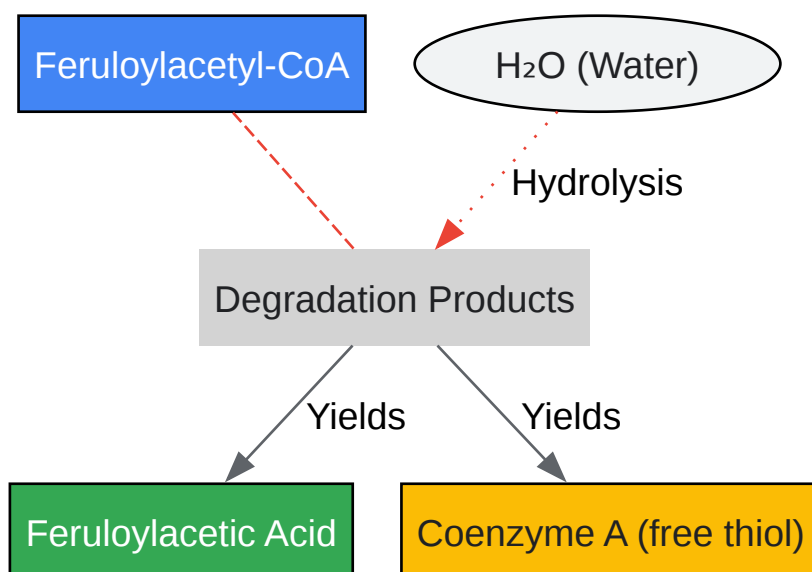 Feruloylacetyl-CoA
H₂O (Water)
Hydrolysis
Degradation Products
Yields
Yields
Feruloylacetic Acid
Coenzyme A (free thiol)